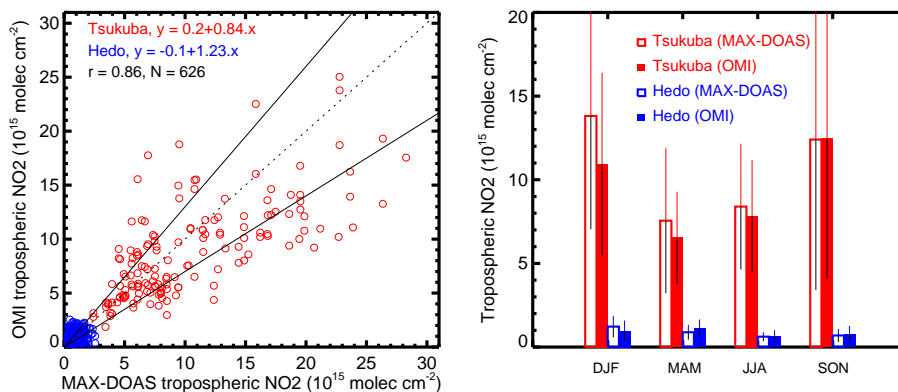 Tsukuba, y = 0.2+0.84.x
Hedo, y = -0.1+1.23.x
r = 0.86, N = 626
OMI tropospheric NO2 (10^15 molec cm^-2)
30
25
20
15
10
5
0
0 5 10 15 20 25 30
MAX-DOAS tropospheric NO2 (10^15 molec cm^-2)
Tropospheric NO2 (10^15 molec cm^-2)
20
15
10
5
0
Tsukuba (MAX-DOAS)
Tsukuba (OMI)
Hedo (MAX-DOAS)
Hedo (OMI)
DJF MAM JJA SON